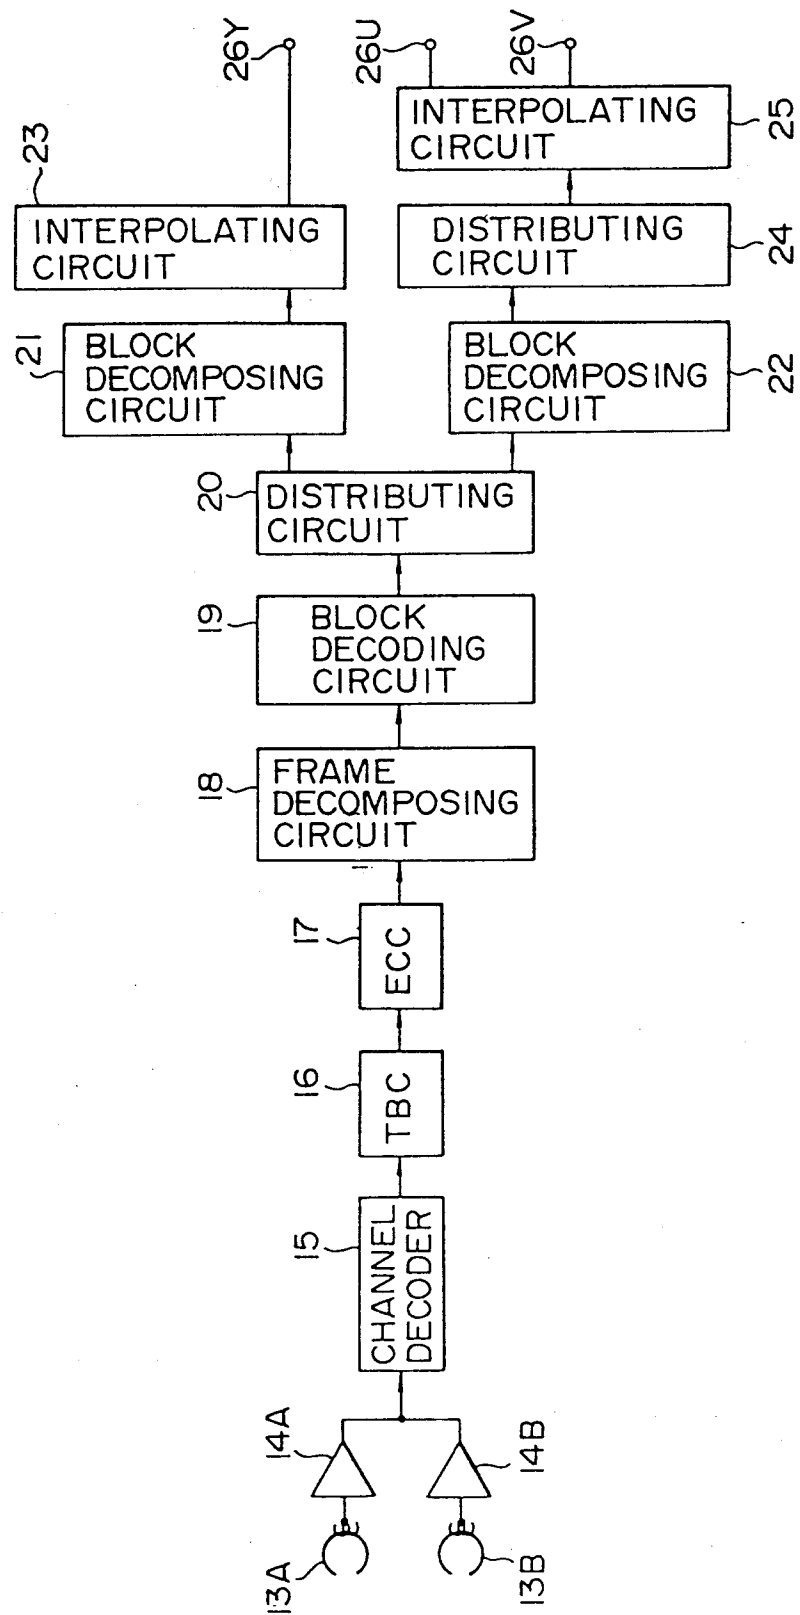 26Y
26U
26V
23
INTERPOLATING
CIRCUIT
INTERPOLATING
CIRCUIT
25
DISTRIBUTING
CIRCUIT
24
21
BLOCK
DECOMPOSING
CIRCUIT
BLOCK
DECOMPOSING
CIRCUIT
22
20
DISTRIBUTING
CIRCUIT
19
BLOCK
DECODING
CIRCUIT
18
FRAME
DECOMPOSING
CIRCUIT
17
ECC
16
TBC
15
CHANNEL
DECODER
14A
14B
13A
13B